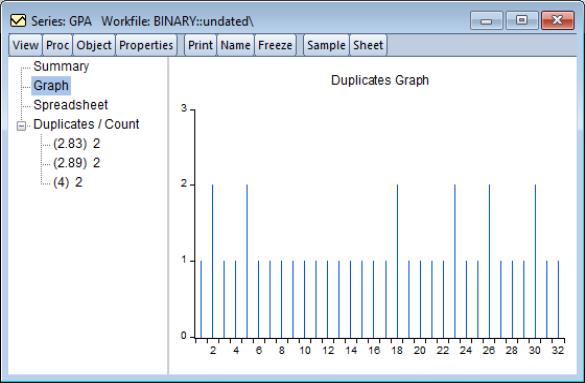 Series: GPA   Workfile: BINARY::undated\
View Proc Object Properties Print Name Freeze Sample Sheet
Summary
Graph
Spreadsheet
Duplicates / Count
(2.83) 2
(2.89) 2
(4) 2
Duplicates Graph
3
2
1
0
2 4 6 8 10 12 14 16 18 20 22 24 26 28 30 32